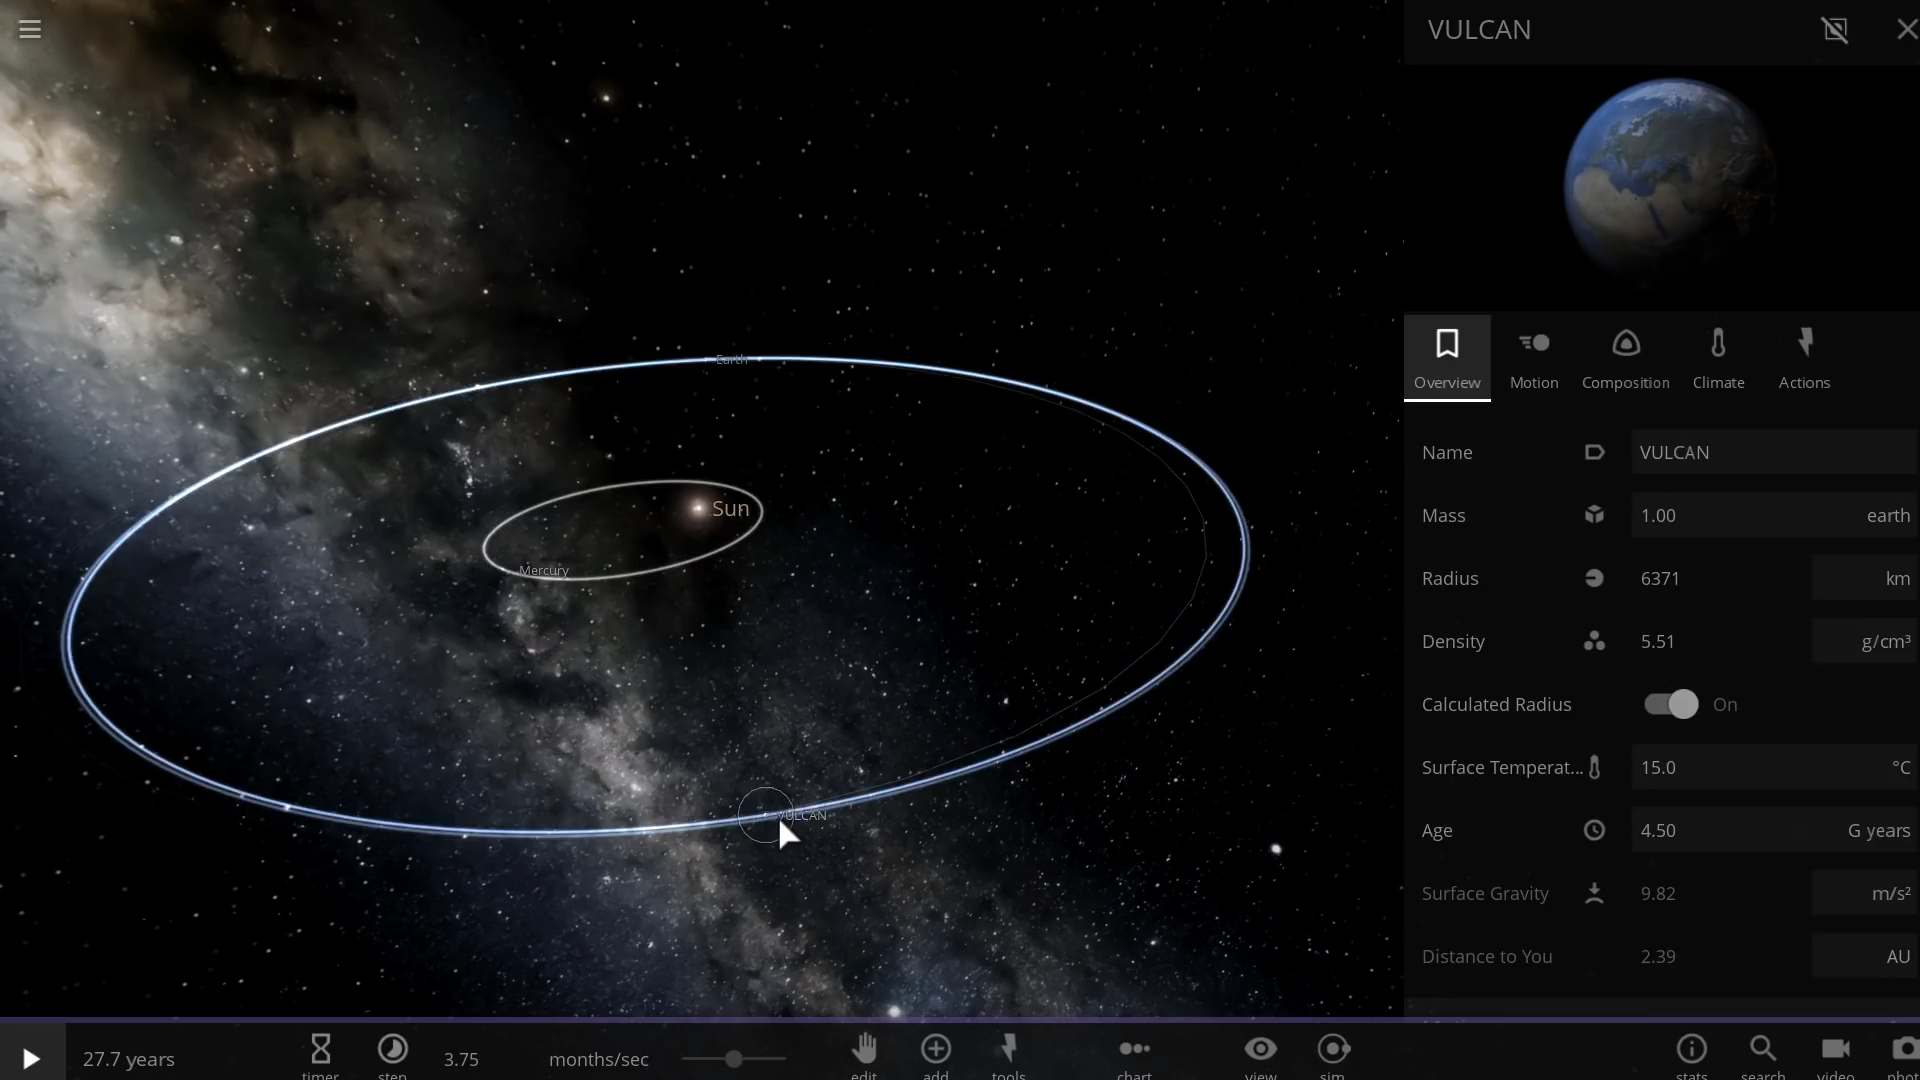 VULCAN
Earth
Sun
Mercury
VULCAN
Overview
Motion
Composition
Climate
Actions
Name VULCAN
Mass 1.00 earth
Radius 6371 km
Density 5.51 g/cm³
Calculated Radius On
Surface Temperat... 15.0 °C
Age 4.50 G years
Surface Gravity 9.82 m/s²
Distance to You 2.39 AU
27.7 years
timer
step
3.75 months/sec
edit
add
tools
chart
view
sim
stats
search
video